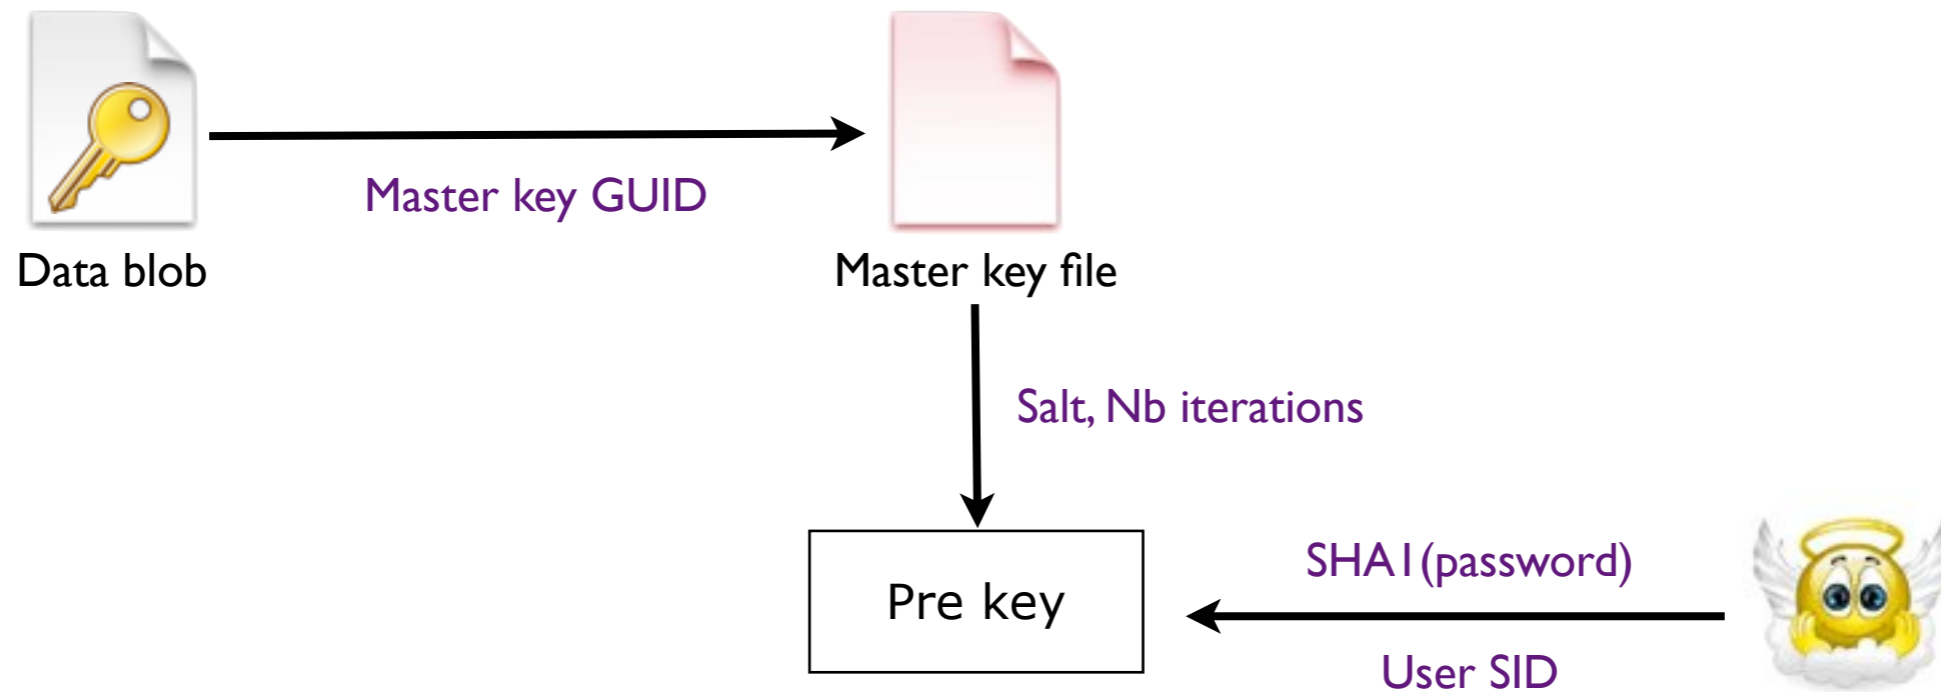 Master key GUID
Data blob
Master key file
Salt, Nb iterations
Pre key
SHA1(password)
User SID